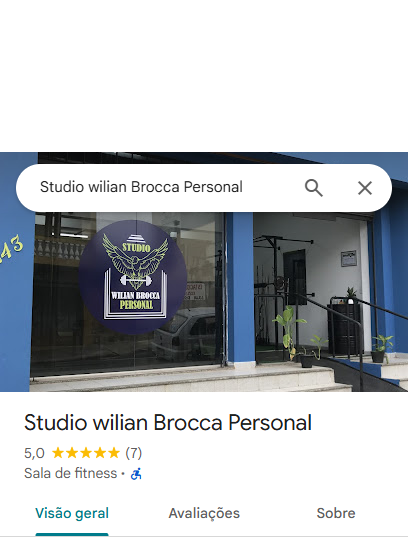 Studio wilian Brocca Personal
43
STUDIO
WILIAN BROCCA
PERSONAL
Studio wilian Brocca Personal
5,0 ★★★★★ (7)
Sala de fitness ·
Visão geral
Avaliações
Sobre